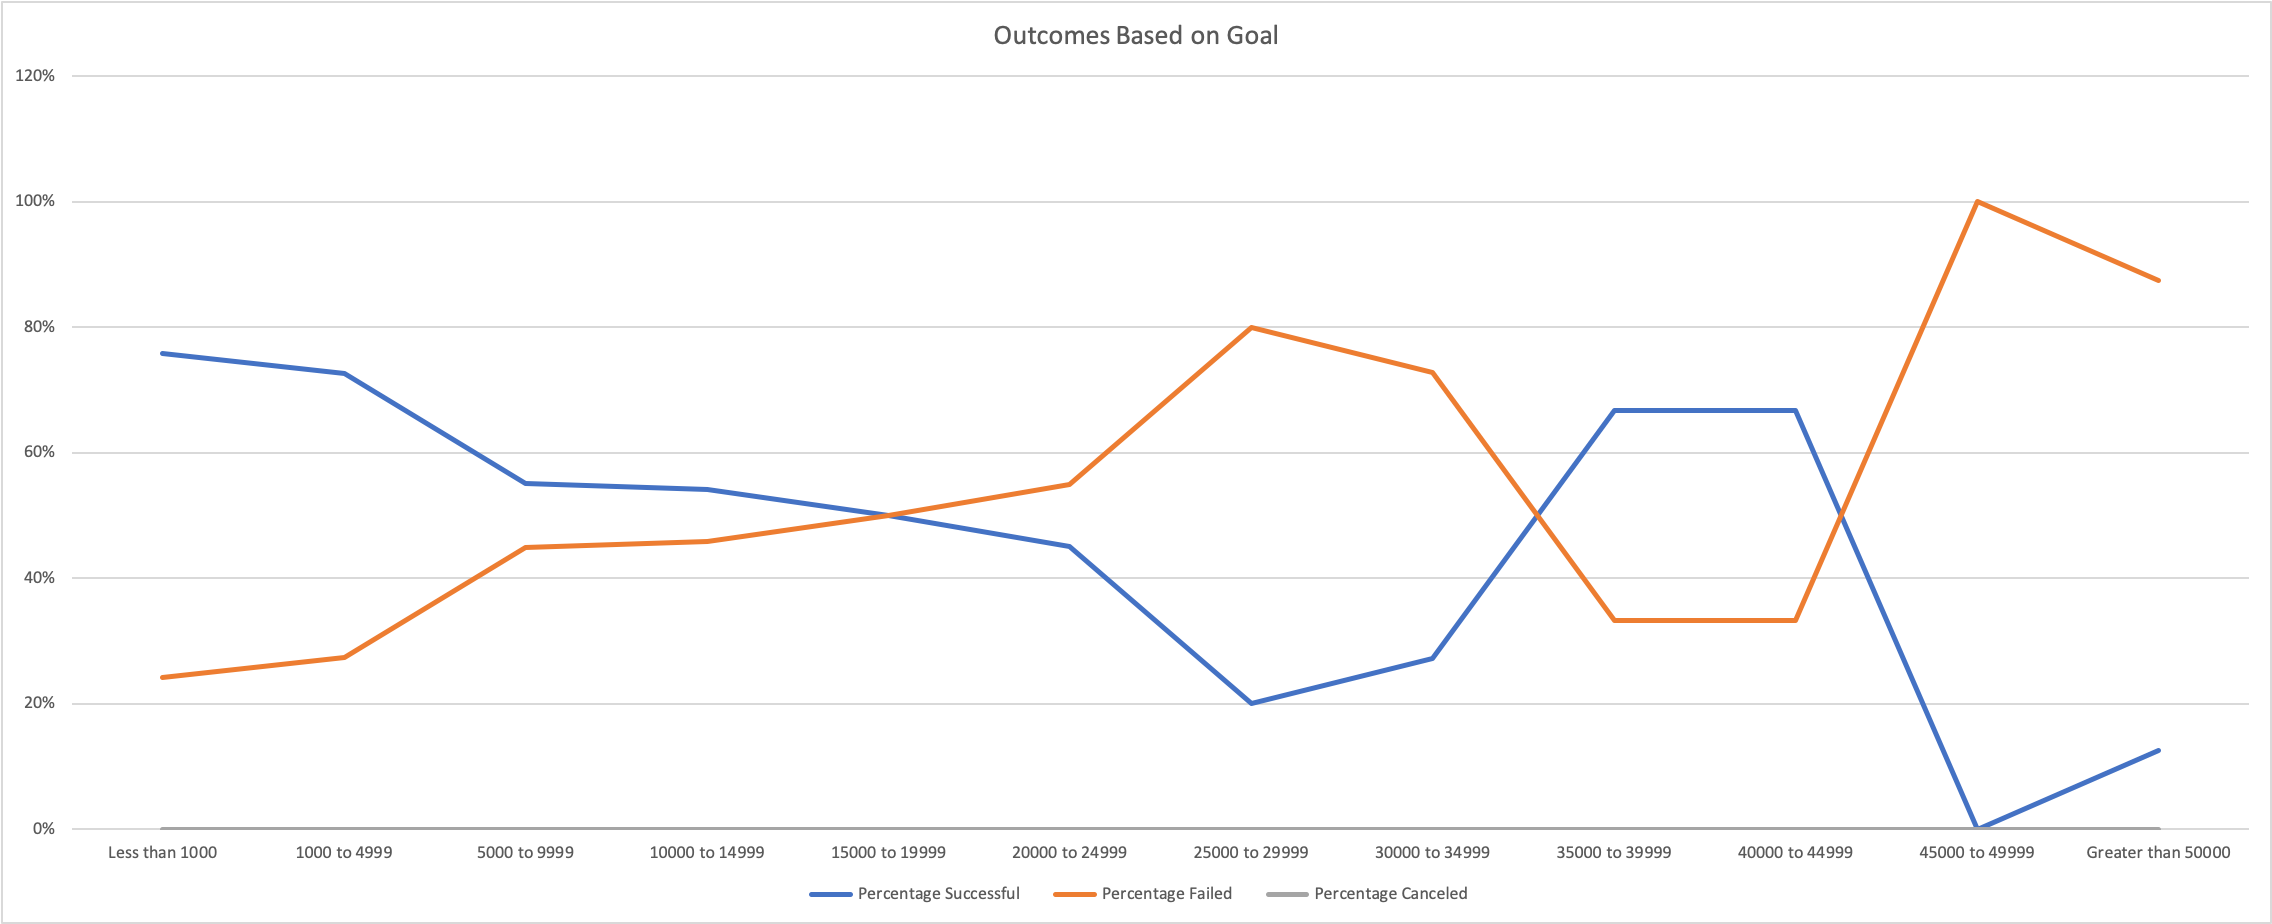 Outcomes Based on Goal
120%
100%
80%
60%
40%
20%
0%
Less than 1000 1000 to 4999 5000 to 9999 10000 to 14999 15000 to 19999 20000 to 24999 25000 to 29999 30000 to 34999 35000 to 39999 40000 to 44999 45000 to 49999 Greater than 50000
Percentage Successful Percentage Failed Percentage Canceled